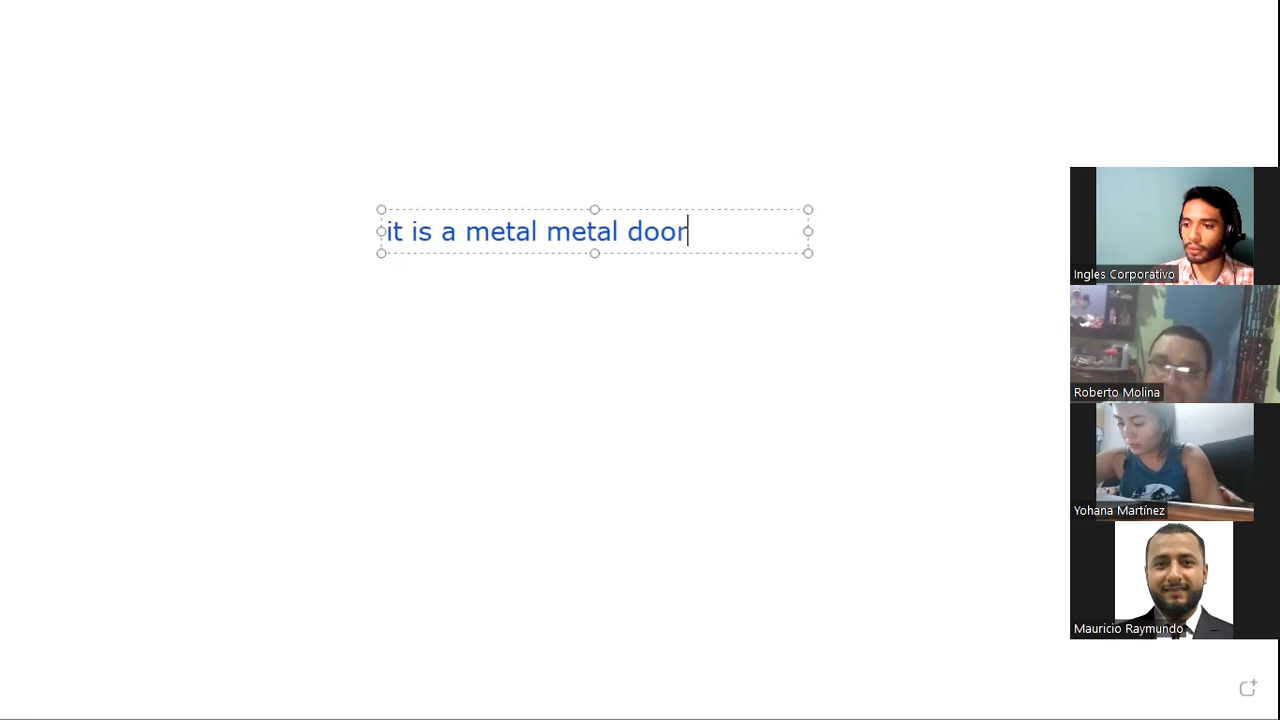 it is a metal metal door
Ingles Corporativo
Roberto Molina
Yohana Martínez
Mauricio Raymundo